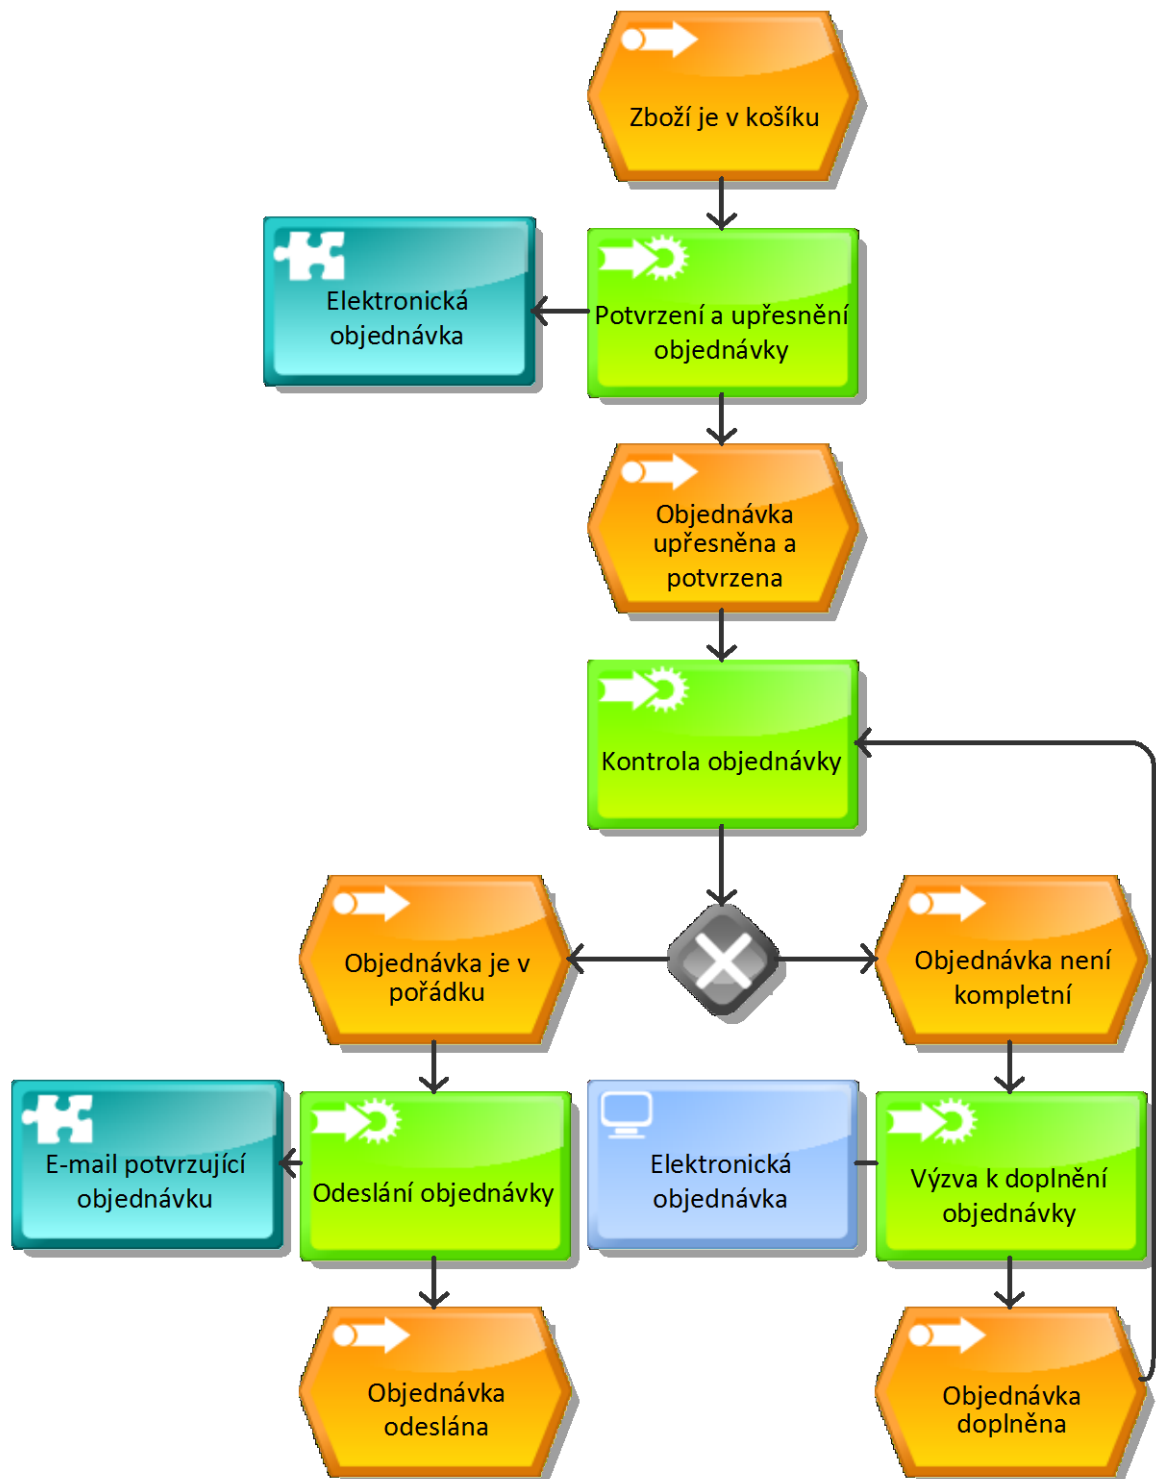 Zboží je v košíku
Elektronická
objednávka
Potvrzení a upřesnění
objednávky
Objednávka
upřesněna a
potvrzena
Kontrola objednávky
Objednávka je v
pořádku
Objednávka není
kompletní
E-mail potvrzující
objednávku
Odeslání objednávky
Elektronická
objednávka
Výzva k doplnění
objednávky
Objednávka
odeslána
Objednávka
doplněna